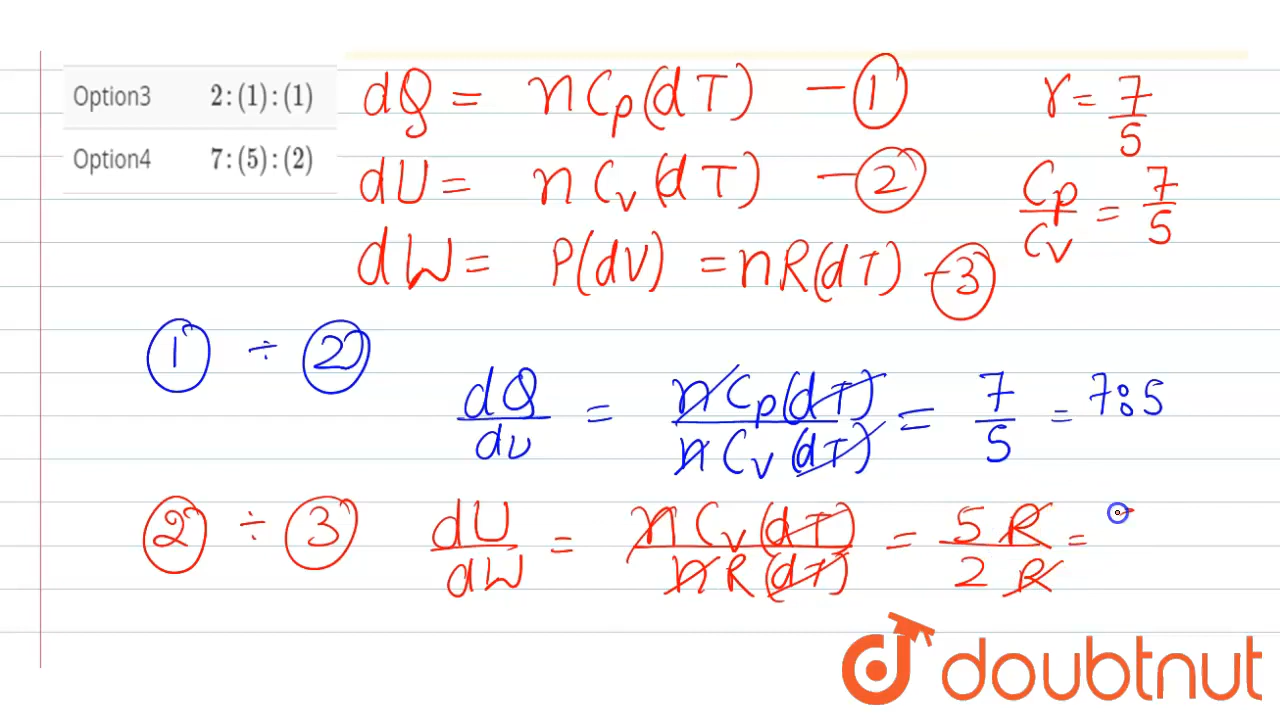 Option3 2 : (1) : (1)
Option4 7 : (5) : (2)
dQ = nCp(dT) – ①
dU = nCv(dT) – ②
dW = P(dV) = nR(dT) – ③
γ = 7/5
Cp/Cv = 7/5
① ÷ ② dQ/dU = nCp(dT)/nCv(dT) = 7/5 = 7:5
② ÷ ③ dU/dW = nCv(dT)/nR(dT) = 5R/2R =
doubtnut